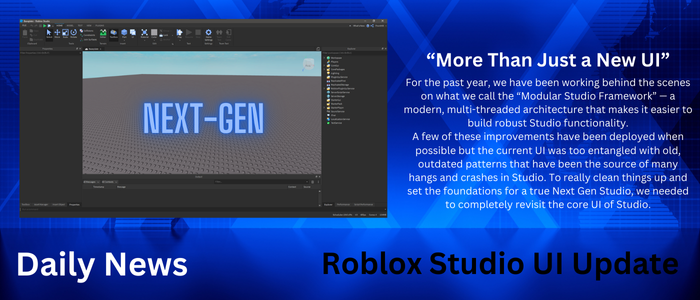 NEXT-GEN
“More Than Just a New UI”
For the past year, we have been working behind the scenes
on what we call the “Modular Studio Framework” — a
modern, multi-threaded architecture that makes it easier to
build robust Studio functionality.
A few of these improvements have been deployed when
possible but the current UI was too entangled with old,
outdated patterns that have been the source of many
hangs and crashes in Studio. To really clean things up and
set the foundations for a true Next Gen Studio, we needed
to completely revisit the core UI of Studio.
Daily News
Roblox Studio UI Update